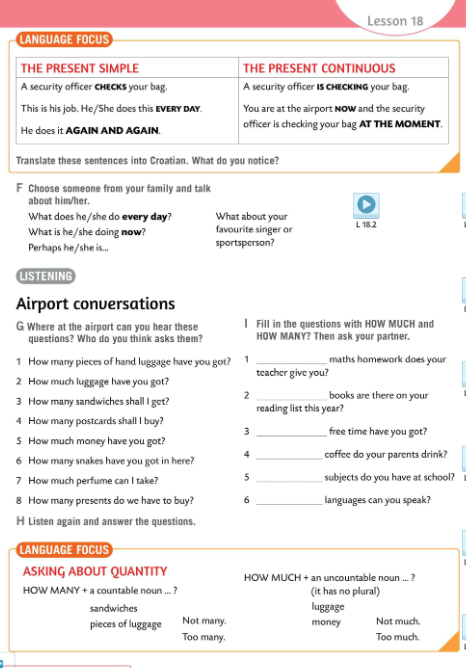 Lesson 18
LANGUAGE FOCUS
THE PRESENT SIMPLE
A security officer CHECKS your bag.
This is his job. He/She does this EVERY DAY.
He does it AGAIN AND AGAIN.
THE PRESENT CONTINUOUS
A security officer IS CHECKING your bag.
You are at the airport NOW and the security
officer is checking your bag AT THE MOMENT.
Translate these sentences into Croatian. What do you notice?
F Choose someone from your family and talk
about him/her.
What does he/she do every day?
What is he/she doing now?
Perhaps he/she is...
What about your
favourite singer or
sportsperson?
L 18.2
LISTENING
Airport conversations
G Where at the airport can you hear these
questions? Who do you think asks them?
1 How many pieces of hand luggage have you got?
2 How much luggage have you got?
3 How many sandwiches shall I get?
4 How many postcards shall I buy?
5 How much money have you got?
6 How many snakes have you got in here?
7 How much perfume can I take?
8 How many presents do we have to buy?
H Listen again and answer the questions.
I Fill in the questions with HOW MUCH and
HOW MANY? Then ask your partner.
1 ____________ maths homework does your
teacher give you?
2 ____________ books are there on your
reading list this year?
3 ____________ free time have you got?
4 ____________ coffee do your parents drink?
5 ____________ subjects do you have at school?
6 ____________ languages can you speak?
LANGUAGE FOCUS
ASKING ABOUT QUANTITY
HOW MANY + a countable noun ... ?
sandwiches
pieces of luggage
Not many.
Too many.
HOW MUCH + an uncountable noun ... ?
(it has no plural)
luggage
money
Not much.
Too much.